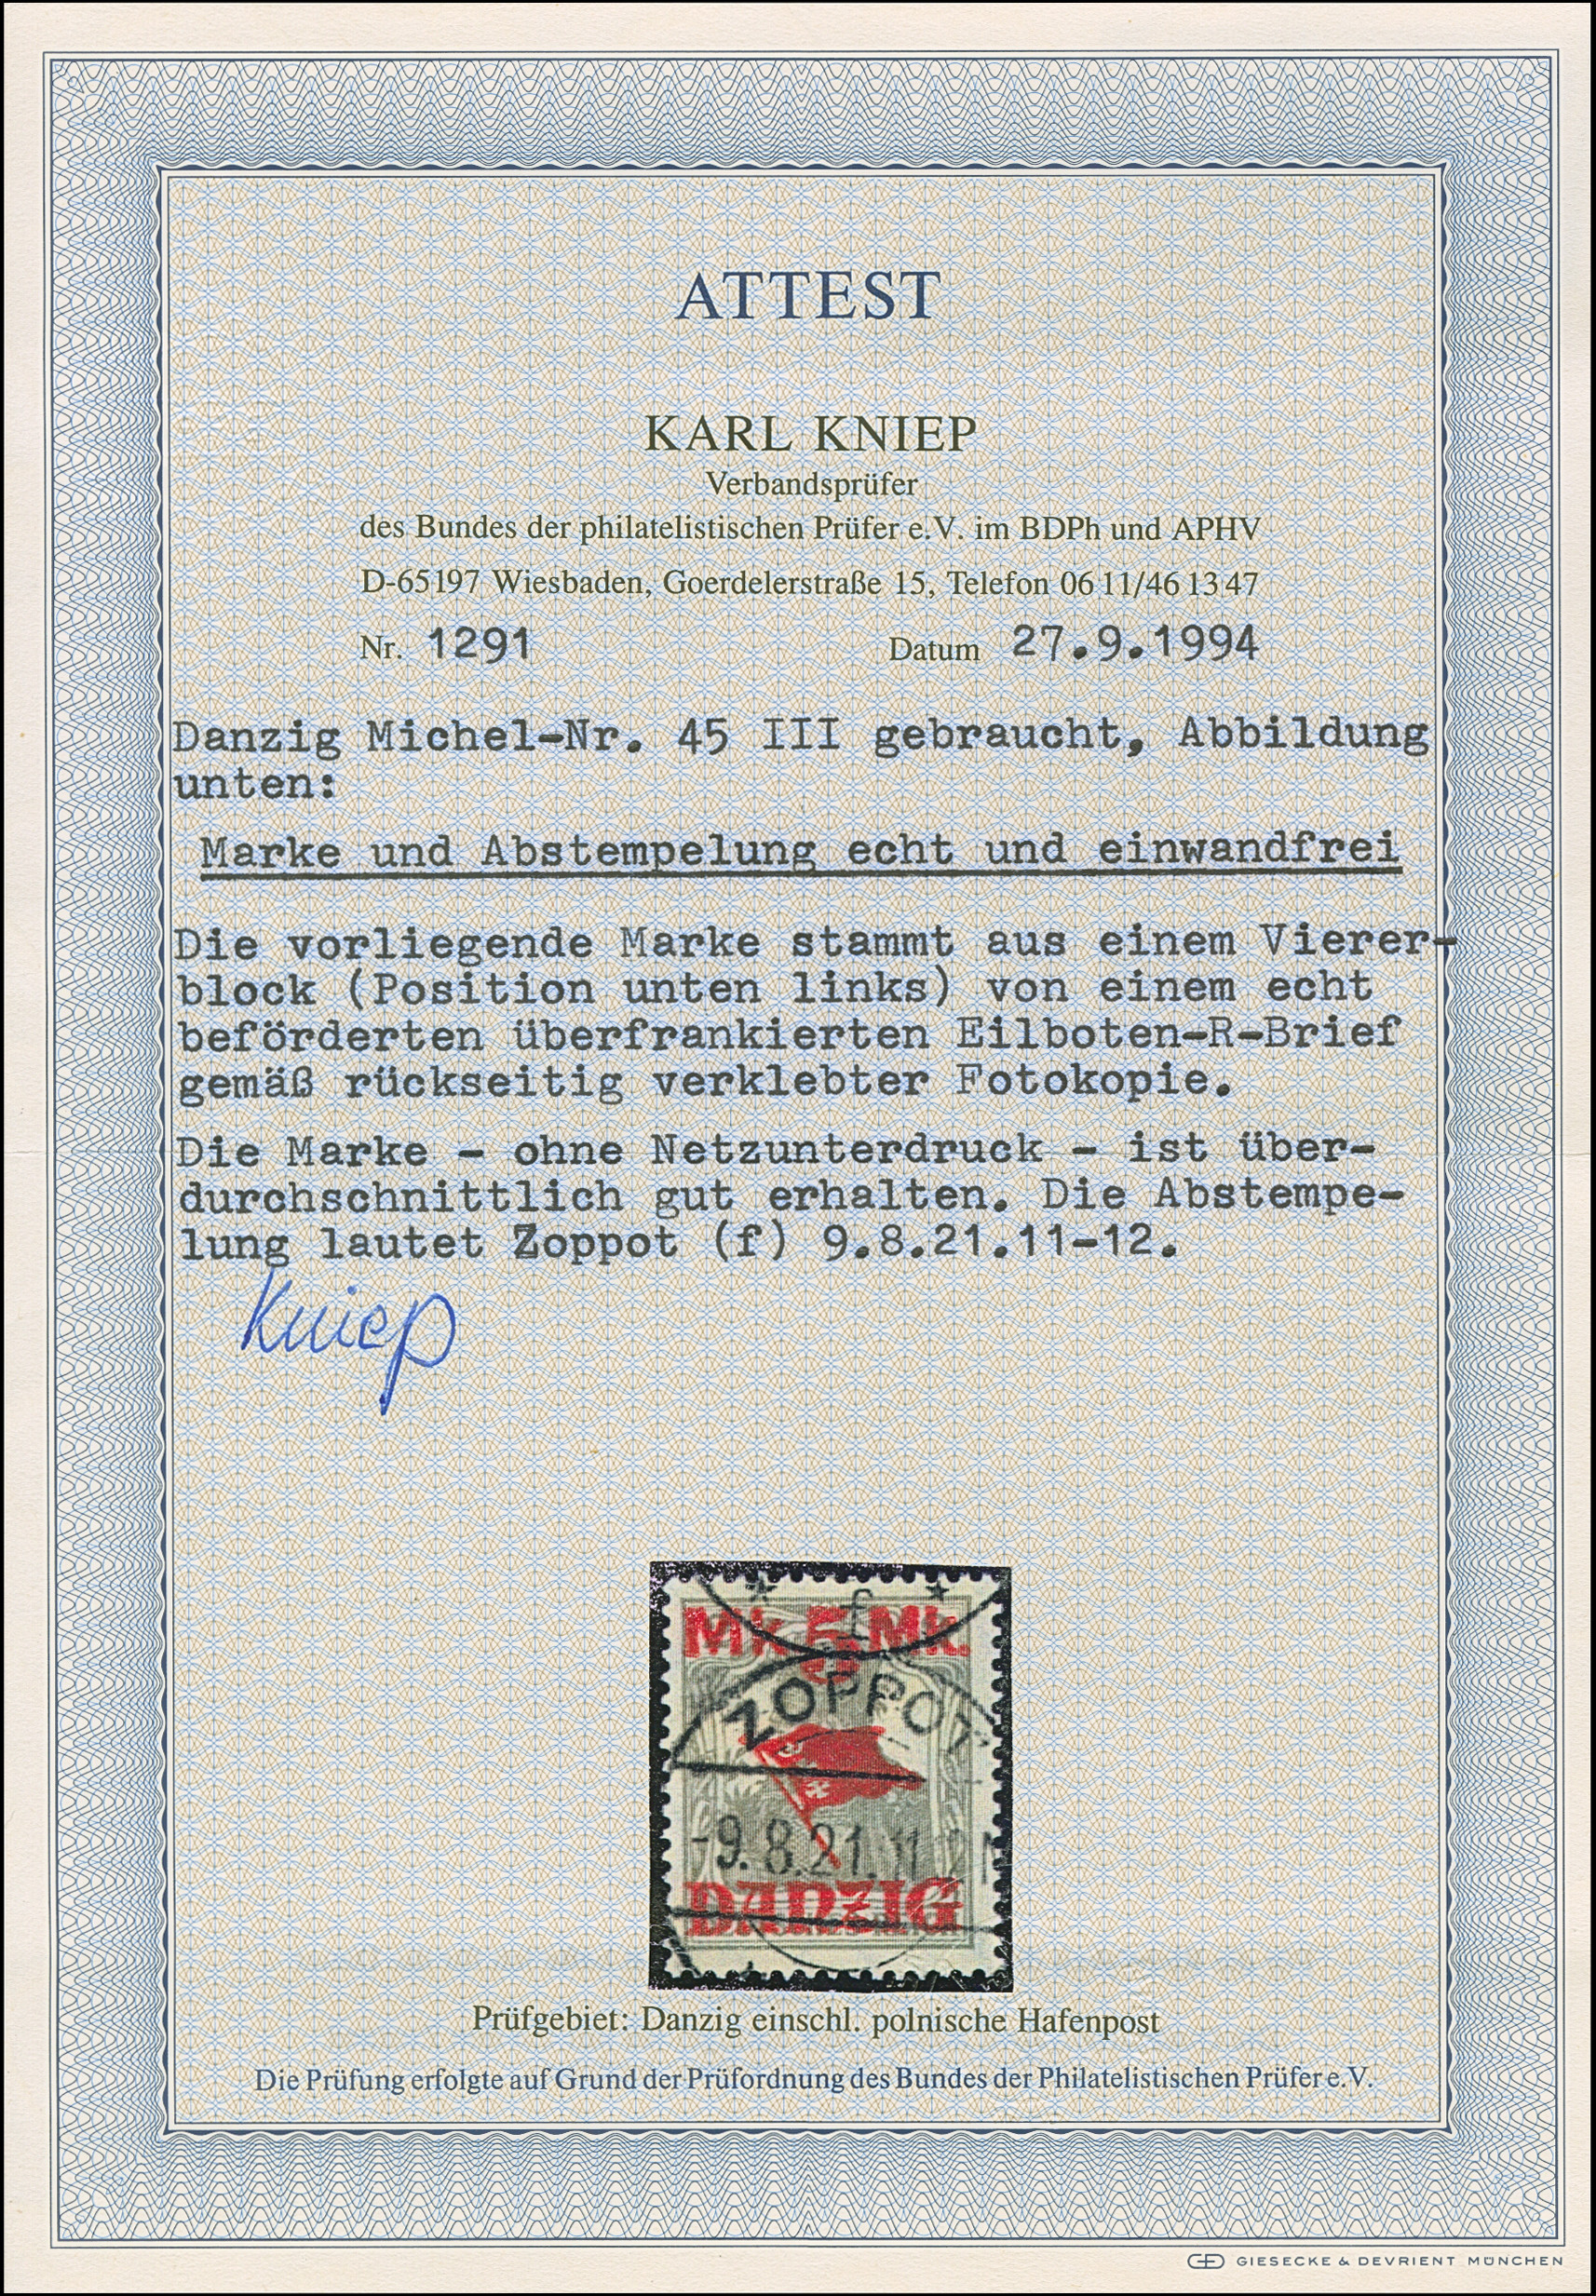 ATTEST
KARL KNIEP
Verbandsprüfer
des Bundes der philatelistischen Prüfer e.V. im BDPh und APHV
D-65197 Wiesbaden, Goerdelerstraße 15, Telefon 06 11/46 13 47
Nr. 1291 Datum 27.9.1994
Danzig Michel-Nr. 45 III gebraucht, Abbildung
unten:
Marke und Abstempelung echt und einwandfrei
Die vorliegende Marke stammt aus einem Vierer-
block (Position unten links) von einem echt
beförderten überfrankierten Eilboten-R-Brief
gemäß rückseitig verklebter Fotokopie.
Die Marke - ohne Netzunterdruck - ist über-
durchschnittlich gut erhalten. Die Abstempe-
lung lautet Zoppot (f) 9.8.21.11-12.
Kniep
f
Mk 5 Mk.
ZOPPOT
-9.8.21.11
DANZIG
Prüfgebiet: Danzig einschl. polnische Hafenpost
Die Prüfung erfolgte auf Grund der Prüfordnung des Bundes der Philatelistischen Prüfer e.V.
GIESECKE & DEVRIENT MÜNCHEN